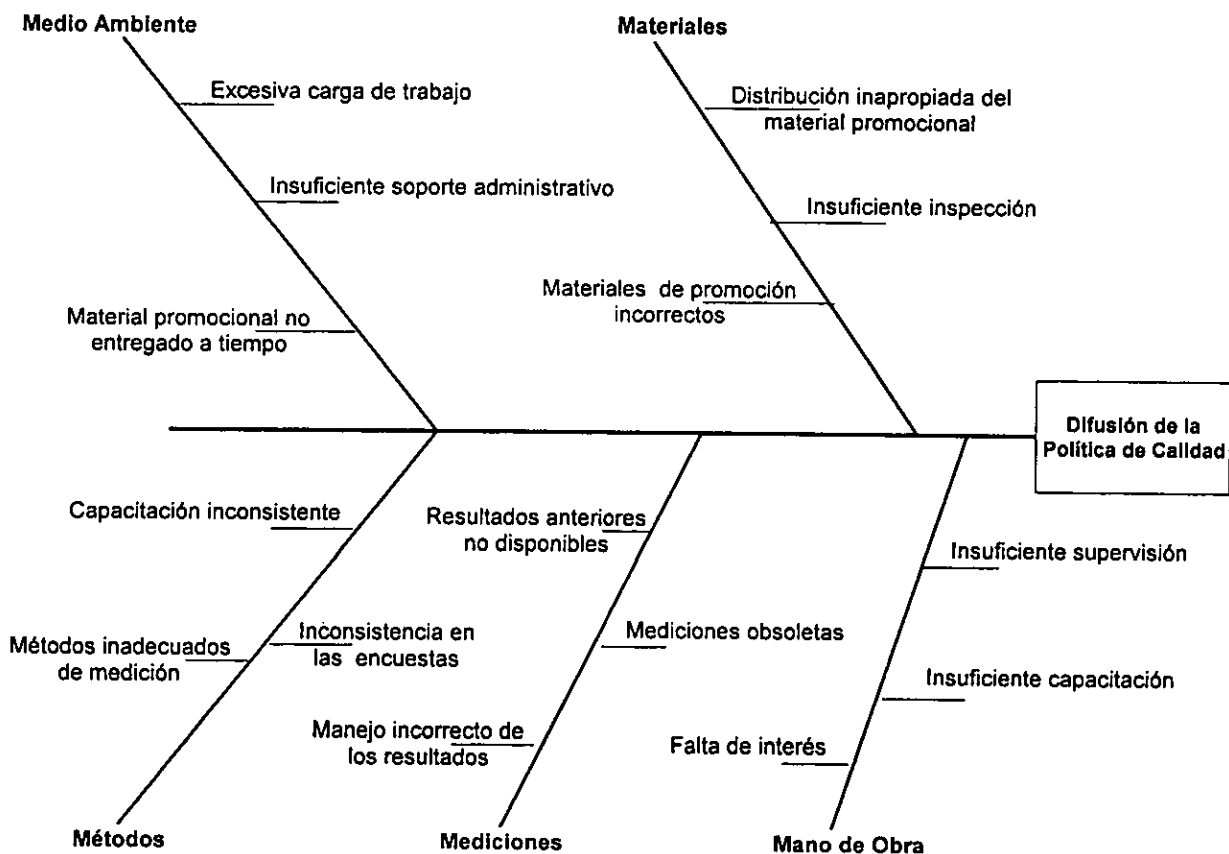 Medio Ambiente
Materiales
Excesiva carga de trabajo
Distribución inapropiada del
material promocional
Insuficiente soporte administrativo
Insuficiente inspección
Materiales de promoción
incorrectos
Material promocional no
entregado a tiempo
Difusión de la
Política de Calidad
Capacitación inconsistente
Resultados anteriores
no disponibles
Insuficiente supervisión
Métodos inadecuados
de medición
Inconsistencia en
las encuestas
Mediciones obsoletas
Insuficiente capacitación
Manejo incorrecto de
los resultados
Falta de interés
Métodos
Mediciones
Mano de Obra